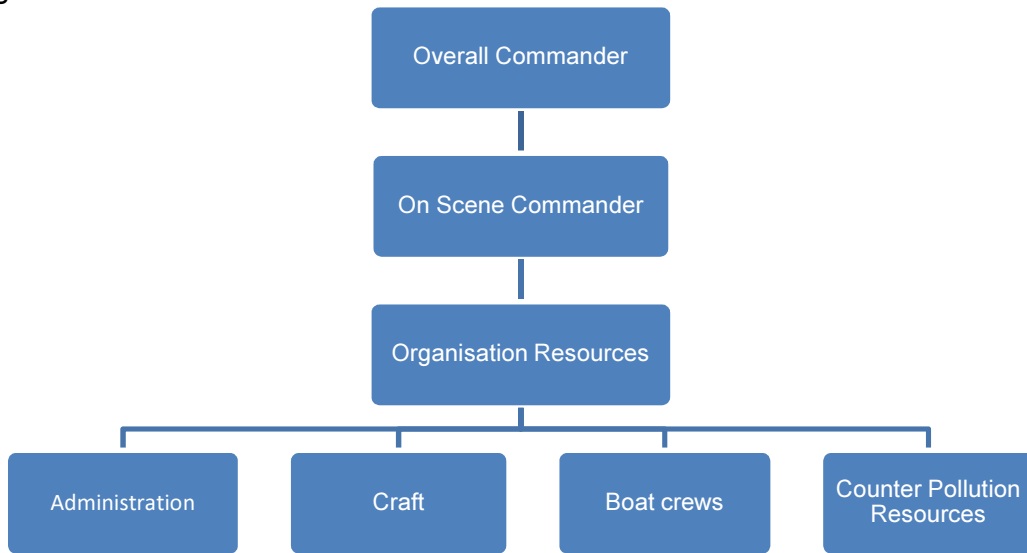 Overall Commander
On Scene Commander
Organisation Resources
Administration
Craft
Boat crews
Counter Pollution
Resources